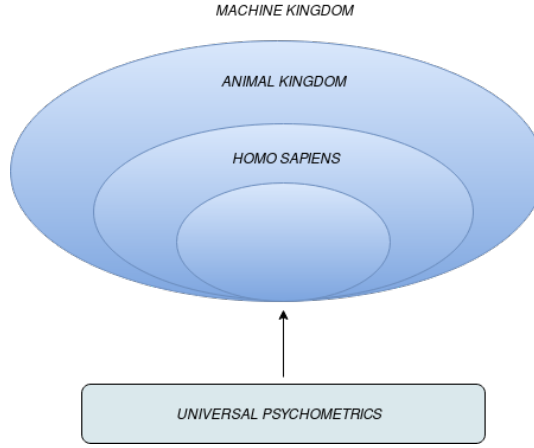 MACHINE KINGDOM
ANIMAL KINGDOM
HOMO SAPIENS
UNIVERSAL PSYCHOMETRICS